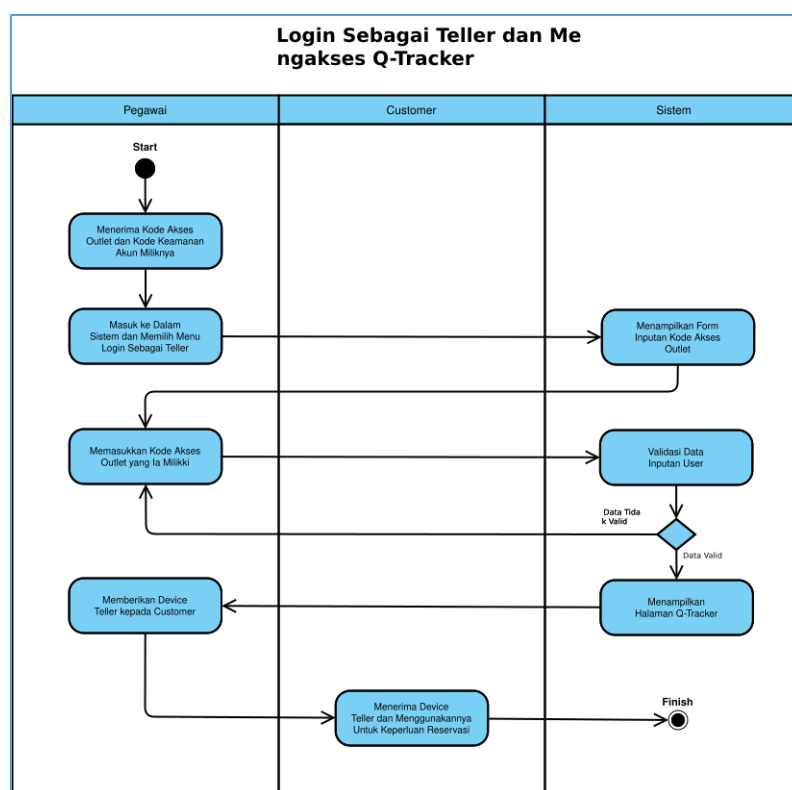 Login Sebagai Teller dan Me
ngakses Q-Tracker
Pegawai
Customer
Sistem
Start
Menerima Kode Akses
Outlet dan Kode Keamanan
Akun Miliknya
Masuk ke Dalam
Sistem dan Memilih Menu
Login Sebagai Teller
Menampilkan Form
Inputan Kode Akses
Outlet
Memasukkan Kode Akses
Outlet yang Ia Milikki
Validasi Data
Inputan User
Data Tida
k Valid
Data Valid
Memberikan Device
Teller kepada Customer
Menampilkan
Halaman Q-Tracker
Menerima Device
Teller dan Menggunakannya
Untuk Keperluan Reservasi
Finish